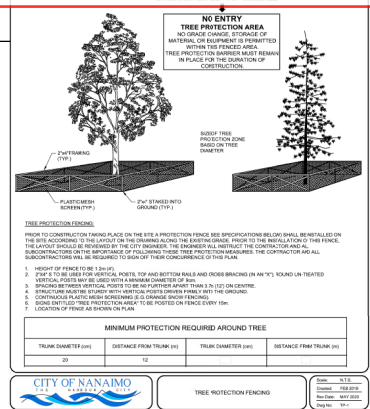 NO ENTRY
TREE PROTECTION AREA
NO GRADE CHANGE, STORAGE OF
MATERIAL OR EQUIPMENT IS PERMITTED
WITHIN THIS FENCED AREA.
TREE PROTECTION BARRIER MUST REMAIN
IN PLACE FOR THE DURATION OF
CONSTRUCTION.
SIZE OF TREE
PROTECTION ZONE
BASED ON TREE
DIAMETER
2"x4" FRAMING
(TYP.)
PLASTIC MESH
SCREEN (TYP.)
2"x4" STAKED INTO
GROUND (TYP.)
TREE PROTECTION FENCING:
PRIOR TO CONSTRUCTION TAKING PLACE ON THE SITE A PROTECTION FENCE SEE SPECIFICATIONS BELOW) SHALL BE INSTALLED ON
THE SITE ACCORDING TO THE LAYOUT ON THE DRAWING ALONG THE EXISTING GRADE. PRIOR TO THE INSTALLATION OF THIS FENCE,
THE LAYOUT SHOULD BE REVIEWED BY THE CITY ENGINEER. THE ENGINEER WILL INSTRUCT THE CONTRACTOR AND ALL
SUBCONTRACTORS ON THE IMPORTANCE OF FOLLOWING THESE TREE PROTECTION MEASURES. THE CONTRACTOR AND ALL
SUBCONTRACTORS WILL BE REQUIRED TO SIGN OFF THEIR CONCURRENCE OF THIS PLAN.
1. HEIGHT OF FENCE TO BE 1.2m (4').
2. 2"X4" S TO BE USED FOR VERTICAL POSTS, TOP AND BOTTOM RAILS AND CROSS BRACING (IN AN "X"); ROUND UN-TREATED
VERTICAL POSTS MAY BE USED WITH A MINIMUM DIAMETER OF 9cm.
3. SPACING BETWEEN VERTICAL POSTS TO BE NO FURTHER APART THAN 3.7m (12') ON CENTRE.
4. STRUCTURE MUST BE STURDY WITH VERTICAL POSTS DRIVEN FIRMLY INTO THE GROUND.
5. CONTINUOUS PLASTIC MESH SCREENING (E.G. ORANGE SNOW FENCING).
6. SIGNS ENTITLED "TREE PROTECTION AREA" TO BE POSTED ON FENCE EVERY 15m.
7. LOCATION OF FENCE AS SHOWN ON PLAN
MINIMUM PROTECTION REQUIRED AROUND TREE
TRUNK DIAMETER (cm) DISTANCE FROM TRUNK (m) TRUNK DIAMETER (cm) DISTANCE FROM TRUNK (m)
20 12
CITY OF NANAIMO
THE HARBOUR CITY
TREE PROTECTION FENCING
Scale: N.T.S.
Created: FEB 2019
Rev Date: MAY 2020
Dwg No: TP-1